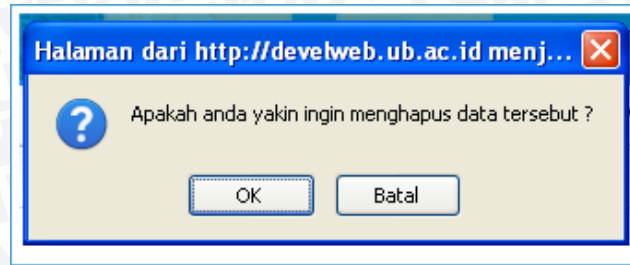 Halaman dari http://develweb.ub.ac.id menj...
Apakah anda yakin ingin menghapus data tersebut ?
OK
Batal